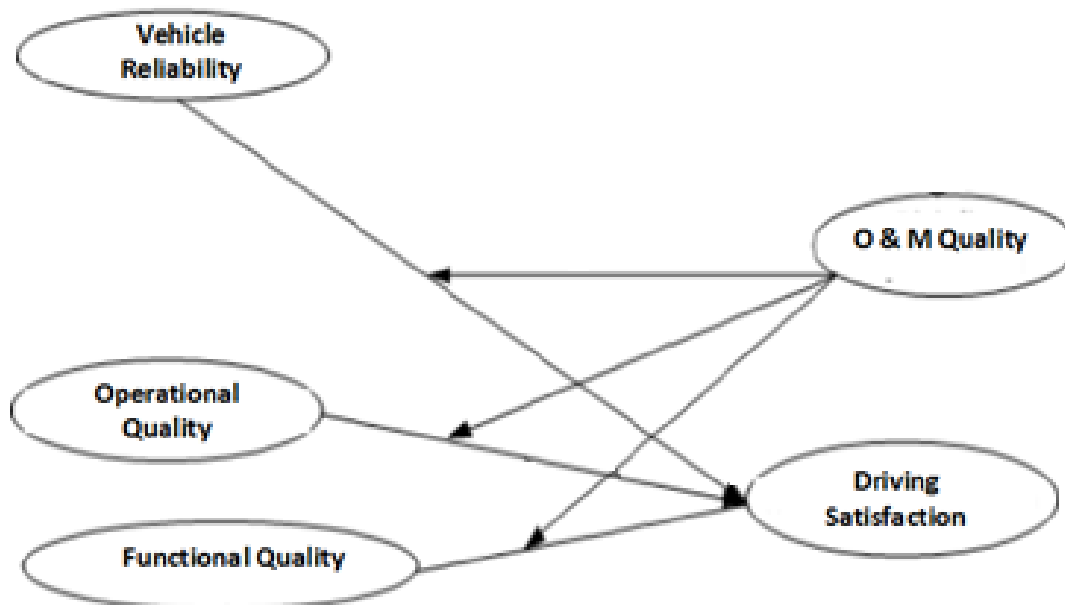 Vehicle
Reliability
O & M Quality
Operational
Quality
Driving
Satisfaction
Functional Quality